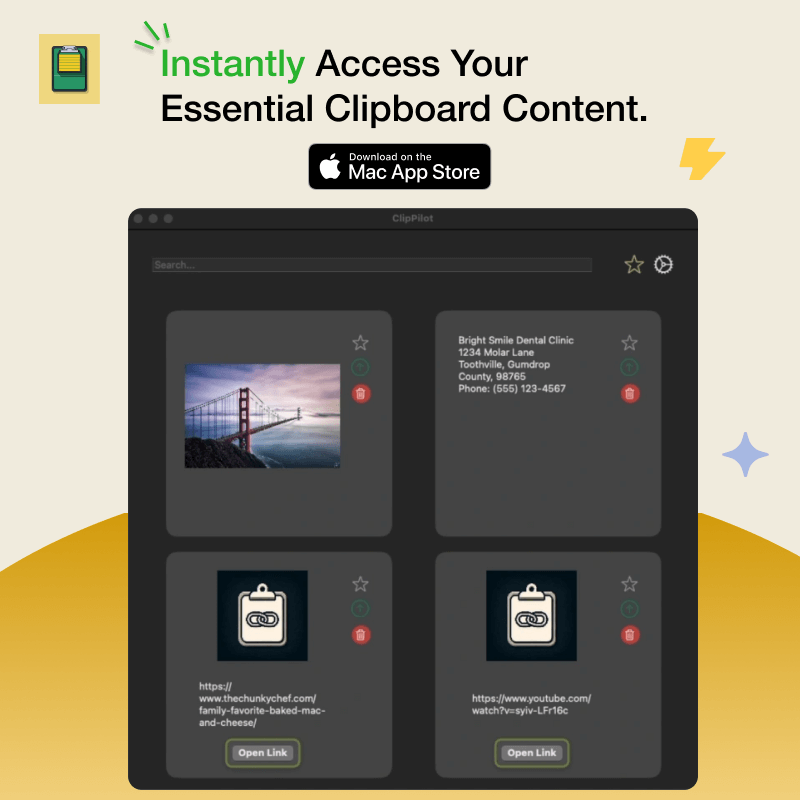 Instantly Access Your
Essential Clipboard Content.
Download on the
Mac App Store
ClipPilot
Search...
Bright Smile Dental Clinic
1234 Molar Lane
Toothville, Gumdrop
County, 98765
Phone: (555) 123-4567
https://
www.thechunkychef.com/
family-favorite-baked-mac-
and-cheese/
Open Link
https://www.youtube.com/
watch?v=syiv-LFr16c
Open Link